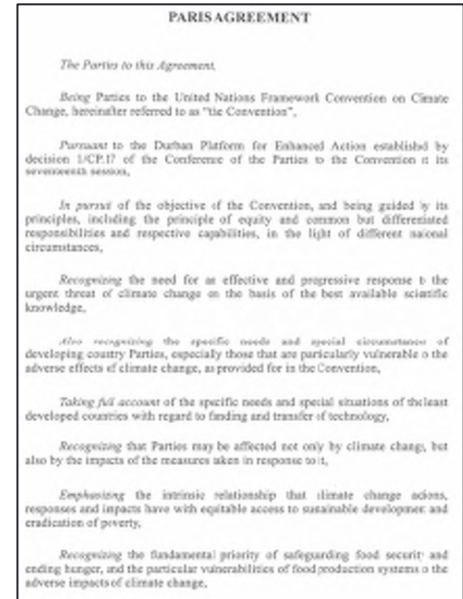 PARIS AGREEMENT
The Parties to this Agreement,
Being Parties to the United Nations Framework Convention on Climate
Change, hereinafter referred to as "the Convention",
Pursuant to the Durban Platform for Enhanced Action established by
decision 1/CP.17 of the Conference of the Parties to the Convention at its
seventeenth session,
In pursuit of the objective of the Convention, and being guided by its
principles, including the principle of equity and common but differentiated
responsibilities and respective capabilities, in the light of different national
circumstances,
Recognizing the need for an effective and progressive response to the
urgent threat of climate change on the basis of the best available scientific
knowledge,
Also recognizing the specific needs and special circumstances of
developing country Parties, especially those that are particularly vulnerable to the
adverse effects of climate change, as provided for in the Convention,
Taking full account of the specific needs and special situations of the least
developed countries with regard to funding and transfer of technology,
Recognizing that Parties may be affected not only by climate change, but
also by the impacts of the measures taken in response to it,
Emphasizing the intrinsic relationship that climate change actions,
responses and impacts have with equitable access to sustainable development and
eradication of poverty,
Recognizing the fundamental priority of safeguarding food security and
ending hunger, and the particular vulnerabilities of food production systems to the
adverse impacts of climate change,